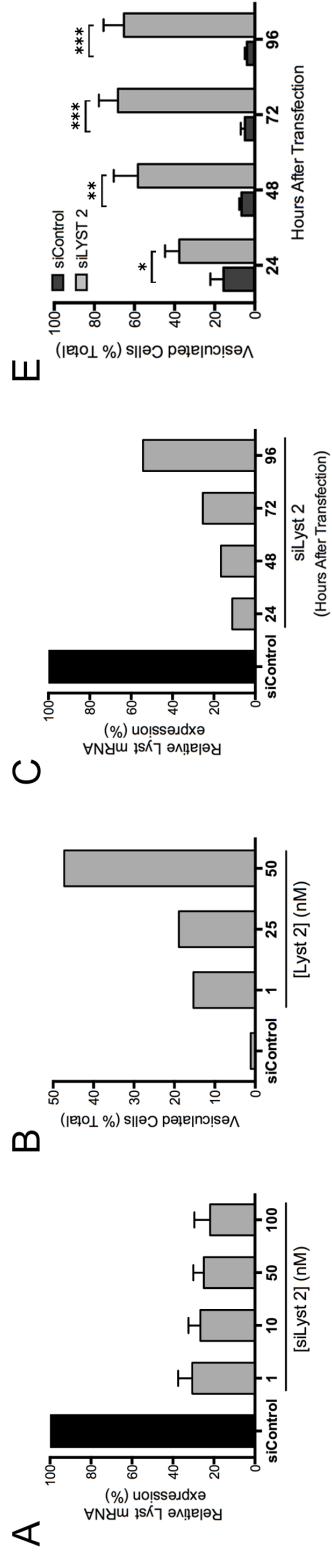 A
Relative Lyst mRNA
expression (%)
100
80
60
40
20
0
siControl
1
10
50
100
[siLyst 2] (nM)
B
Vesiculated Cells (% Total)
50
40
30
20
10
0
siControl
1
25
50
[Lyst 2] (nM)
C
Relative Lyst mRNA
expression (%)
100
80
60
40
20
0
siControl
24
48
72
96
siLyst 2
(Hours After Transfection)
E
Vesiculated Cells (% Total)
100
80
60
40
20
0
siControl
siLYST 2
*
**
***
***
24
48
72
96
Hours After Transfection